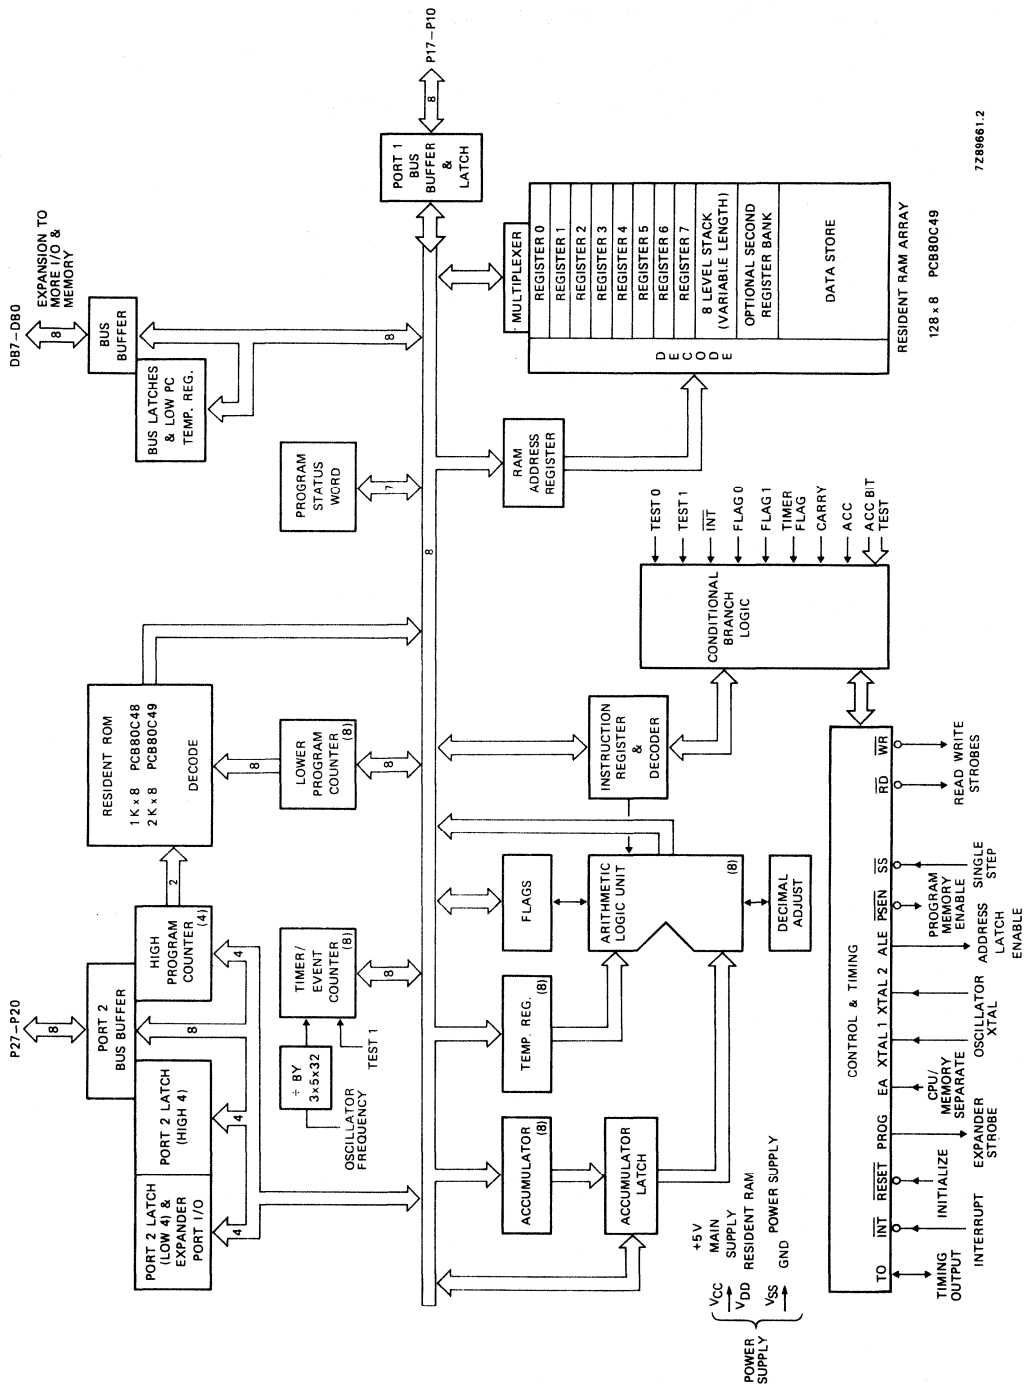 P27–P20
8
PORT 2
BUS BUFFER
PORT 2 LATCH
(LOW 4) &
EXPANDER
PORT I/O
PORT 2 LATCH
(HIGH 4)
HIGH
PROGRAM
COUNTER
(4)
4
4
8
4
2
RESIDENT ROM
1 K x 8 PCB80C48
2 K x 8 PCB80C49
DECODE
8
LOWER
PROGRAM
COUNTER
(8)
8
OSCILLATOR
FREQUENCY
÷ BY
3x5x32
TEST 1
TIMER/
EVENT
COUNTER
(8)
8
PROGRAM
STATUS
WORD
7
DB7–DB0
8
EXPANSION TO
MORE I/O &
MEMORY
BUS
BUFFER
BUS LATCHES
& LOW PC
TEMP. REG.
8
8
PORT 1
BUS
BUFFER
&
LATCH
8
P17–P10
ACCUMULATOR
(8)
ACCUMULATOR
LATCH
TEMP. REG.
(8)
FLAGS
ARITHMETIC
LOGIC UNIT
(8)
DECIMAL
ADJUST
INSTRUCTION
REGISTER
&
DECODER
RAM
ADDRESS
REGISTER
MULTIPLEXER
DECODE
REGISTER 0
REGISTER 1
REGISTER 2
REGISTER 3
REGISTER 4
REGISTER 5
REGISTER 6
REGISTER 7
8 LEVEL STACK
(VARIABLE LENGTH)
OPTIONAL SECOND
REGISTER BANK
DATA STORE
RESIDENT RAM ARRAY
128 x 8 PCB80C49
CONDITIONAL
BRANCH
LOGIC
TEST 0
TEST 1
INT
FLAG 0
FLAG 1
TIMER
FLAG
CARRY
ACC
ACC BIT
TEST
POWER
SUPPLY
VCC
+5V
MAIN
SUPPLY
VDD
RESIDENT RAM
POWER SUPPLY
VSS
GND
CONTROL & TIMING
TO
INT
RESET
PROG
EA
XTAL 1
XTAL 2
ALE
PSEN
SS
RD
WR
TIMING
OUTPUT
INTERRUPT
INITIALIZE
EXPANDER
STROBE
CPU/
MEMORY
SEPARATE
OSCILLATOR
XTAL
ADDRESS
LATCH
ENABLE
PROGRAM
MEMORY
ENABLE
SINGLE
STEP
READ WRITE
STROBES
7Z89661.2